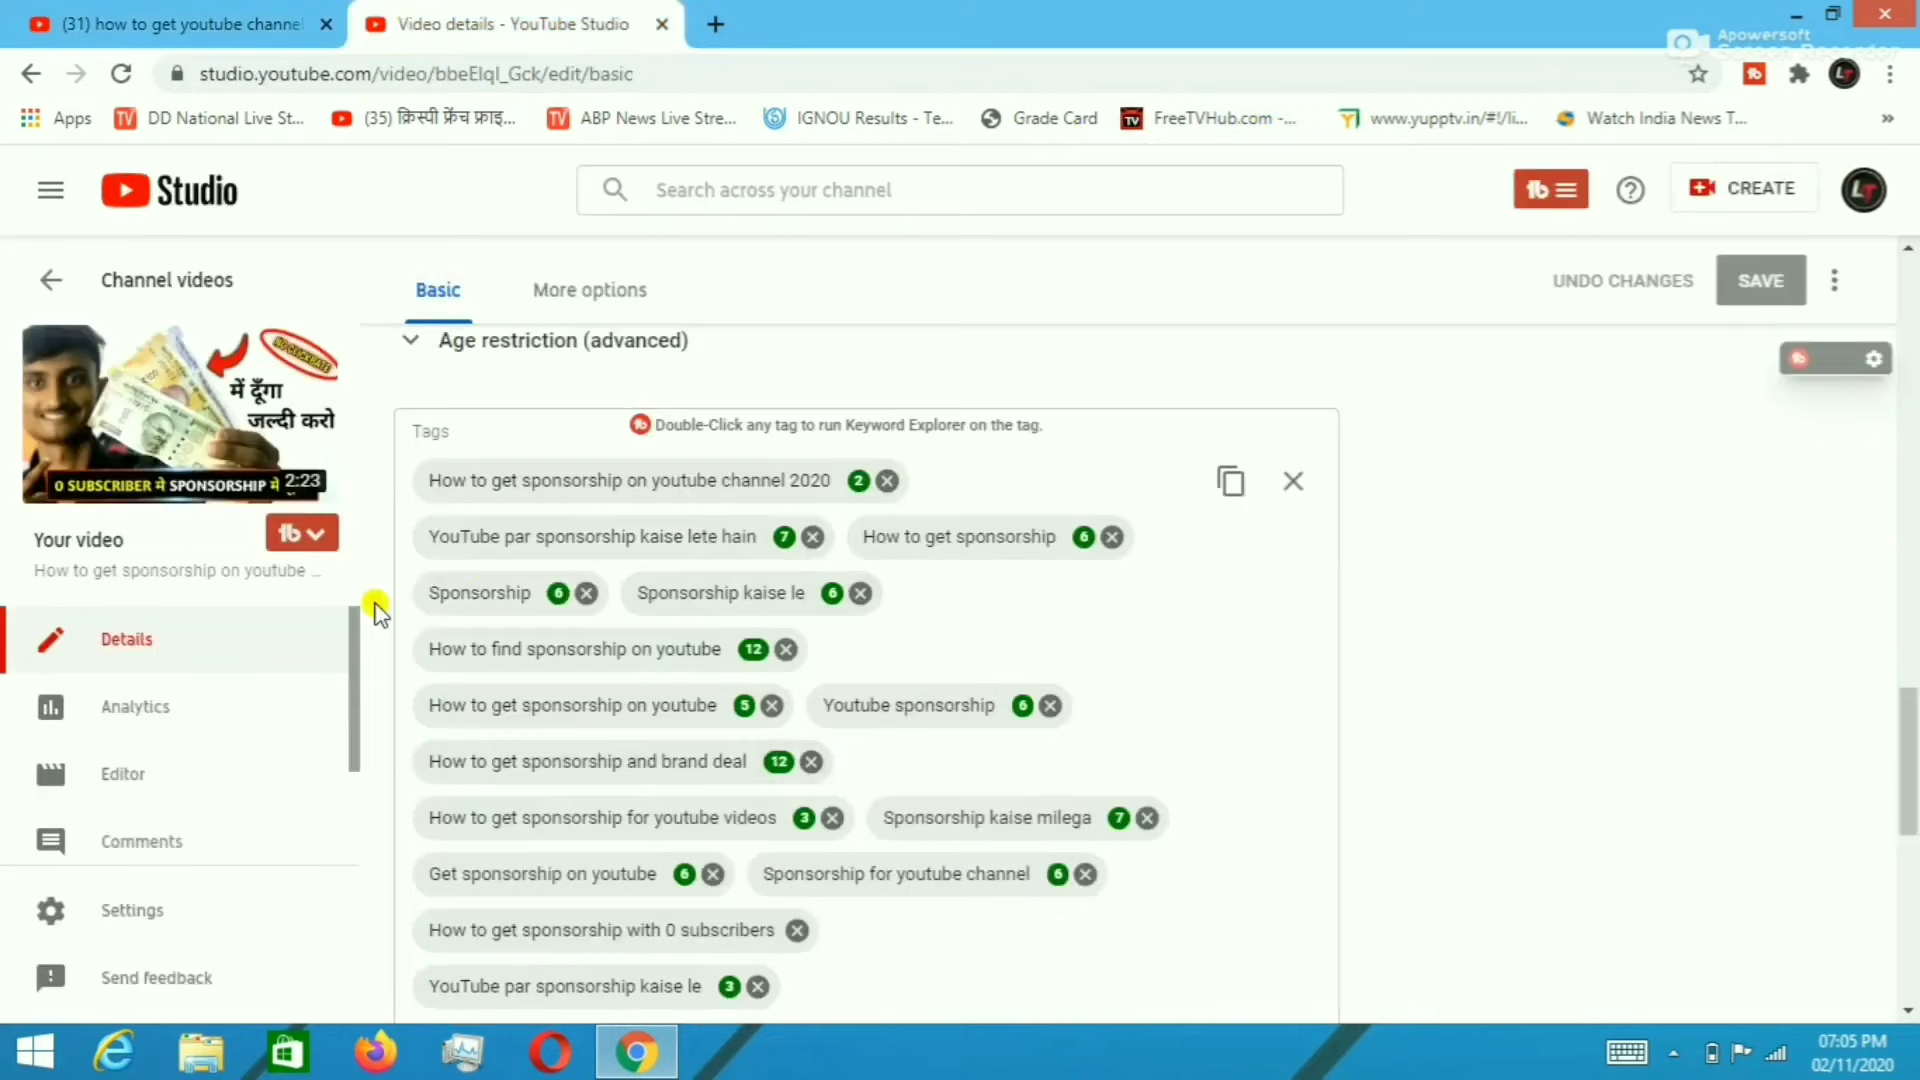 (31) how to get youtube channel
Video details - YouTube Studio
Apowersoft
Screen Recorder
studio.youtube.com/video/bbeElqI_Gck/edit/basic
Apps
DD National Live St...
(35) क्रिस्पी फ्रेंच फ्राइ...
ABP News Live Stre...
IGNOU Results - Te...
Grade Card
FreeTVHub.com -...
www.yupptv.in/#!/li...
Watch India News T...
Studio
Search across your channel
CREATE
Channel videos
Basic
More options
UNDO CHANGES
SAVE
Age restriction (advanced)
NO CLICKBATE
में दूँगा
जल्दी करो
0 SUBSCRIBER मे SPONSORSHIP मे
2:23
Your video
How to get sponsorship on youtube ...
Details
Analytics
Editor
Comments
Settings
Send feedback
Tags
Double-Click any tag to run Keyword Explorer on the tag.
How to get sponsorship on youtube channel 2020 2
YouTube par sponsorship kaise lete hain 7 How to get sponsorship 6
Sponsorship 6 Sponsorship kaise le 6
How to find sponsorship on youtube 12
How to get sponsorship on youtube 5 Youtube sponsorship 6
How to get sponsorship and brand deal 12
How to get sponsorship for youtube videos 3 Sponsorship kaise milega 7
Get sponsorship on youtube 6 Sponsorship for youtube channel 6
How to get sponsorship with 0 subscribers
YouTube par sponsorship kaise le 3
07:05 PM
02/11/2020